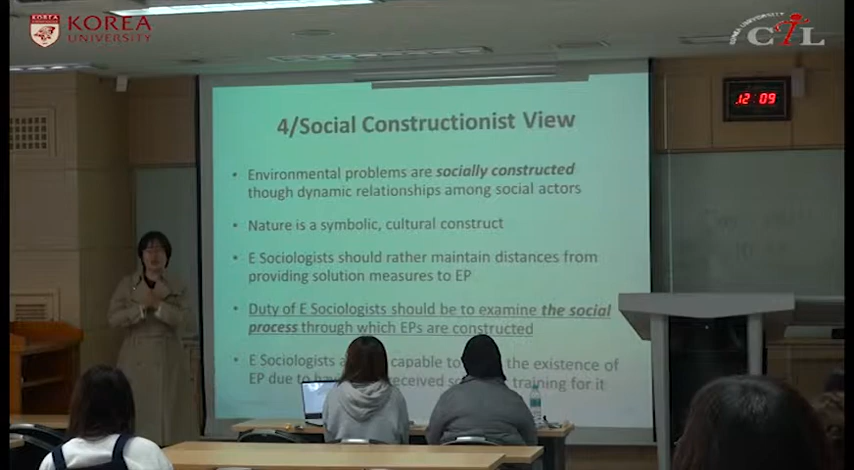 KOREA
UNIVERSITY
KOREA
CTL
12:09
4/Social Constructionist View
• Environmental problems are socially constructed
though dynamic relationships among social actors
• Nature is a symbolic, cultural construct
• E Sociologists should rather maintain distances from
providing solution measures to EP
• Duty of E Sociologists should be to examine the social
process through which EPs are constructed
• E Sociologists capable to the existence of
EP due to received training for it